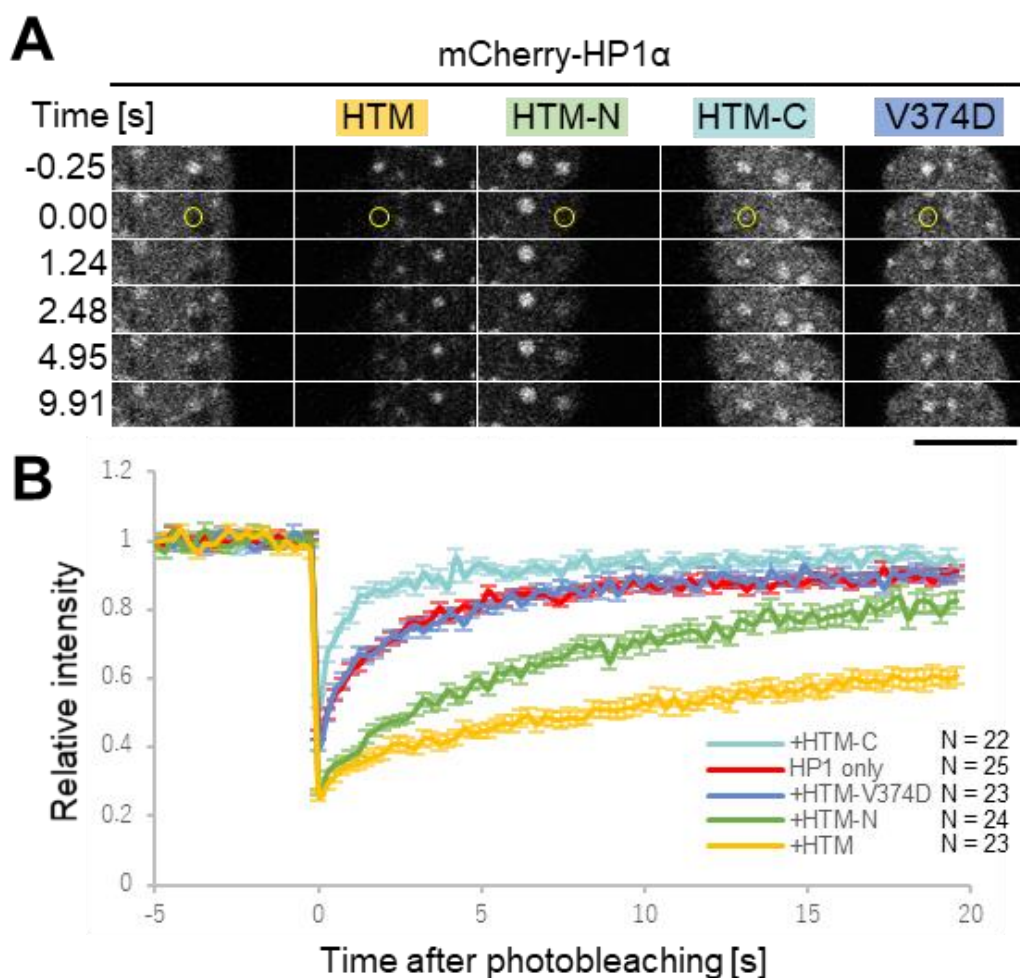 A
mCherry-HP1α
Time [s]
HTM
HTM-N
HTM-C
V374D
-0.25
0.00
1.24
2.48
4.95
9.91
B
Relative intensity
1.2
1
0.8
0.6
0.4
0.2
0
-5
0
5
10
15
20
+HTM-C N = 22
HP1 only N = 25
+HTM-V374D N = 23
+HTM-N N = 24
+HTM N = 23
Time after photobleaching [s]